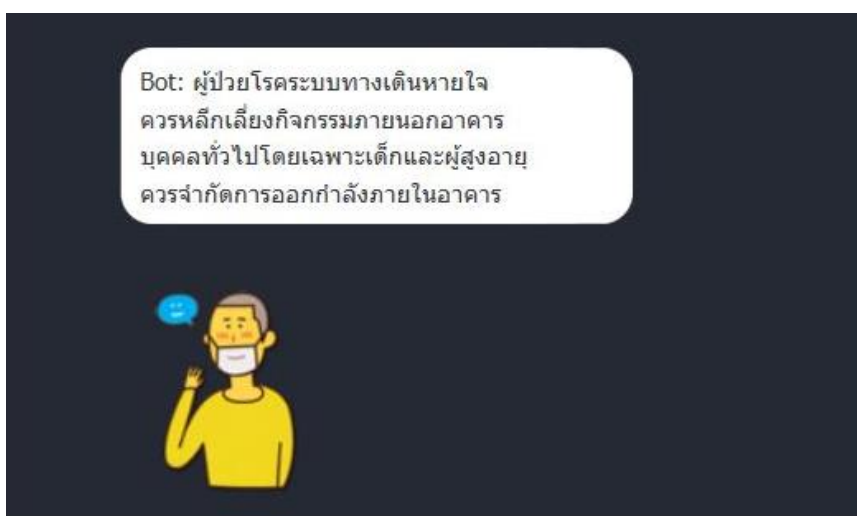 Bot: ผู้ป่วยโรคระบบทางเดินหายใจ
ควรหลีกเลี่ยงกิจกรรมภายนอกอาคาร
บุคคลทั่วไปโดยเฉพาะเด็กและผู้สูงอายุ
ควรจำกัดการออกกำลังภายในอาคาร